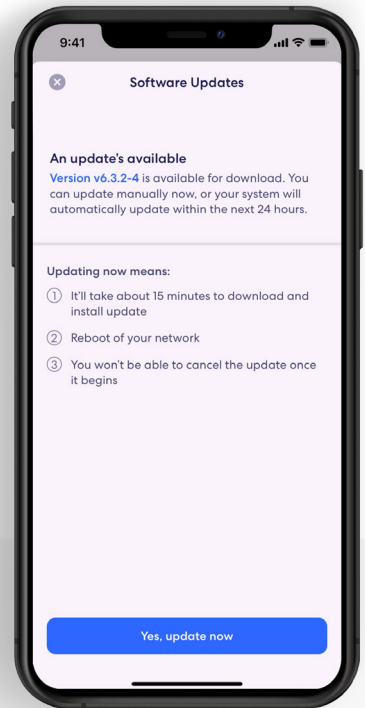 9:41
Software Updates
An update's available
Version v6.3.2-4 is available for download. You
can update manually now, or your system will
automatically update within the next 24 hours.
Updating now means:
1 It'll take about 15 minutes to download and
install update
2 Reboot of your network
3 You won't be able to cancel the update once
it begins
Yes, update now